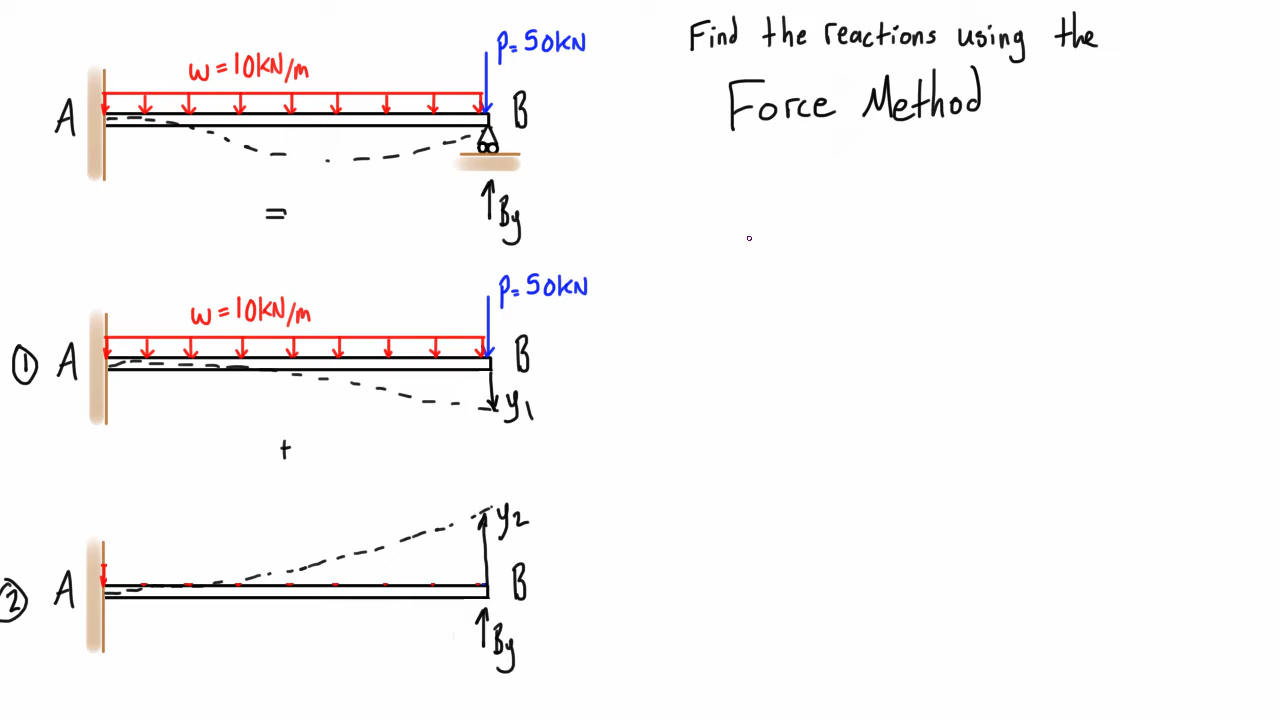 Find the reactions using the
Force Method
P=50KN
w=10KN/m
A
B
=
By
P=50KN
w=10KN/m
1
A
B
y1
+
y2
2
A
B
By